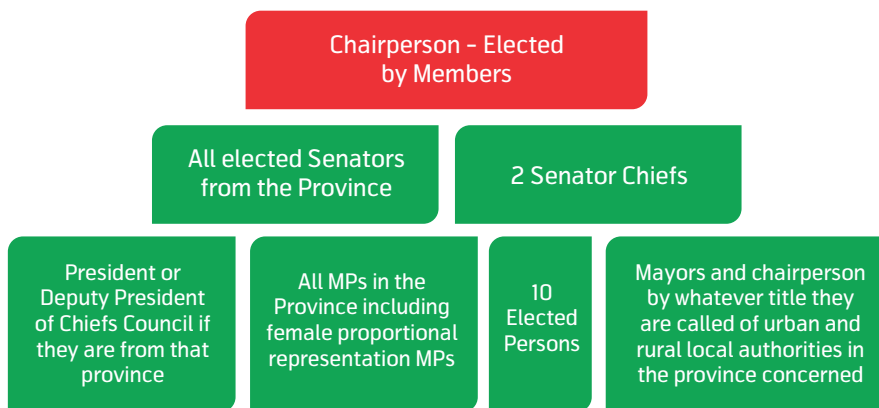 Chairperson - Elected
by Members
All elected Senators
from the Province
2 Senator Chiefs
President or
Deputy President
of Chiefs Council if
they are from that
province
All MPs in the
Province including
female proportional
representation MPs
10
Elected
Persons
Mayors and chairperson
by whatever title they
are called of urban and
rural local authorities in
the province concerned